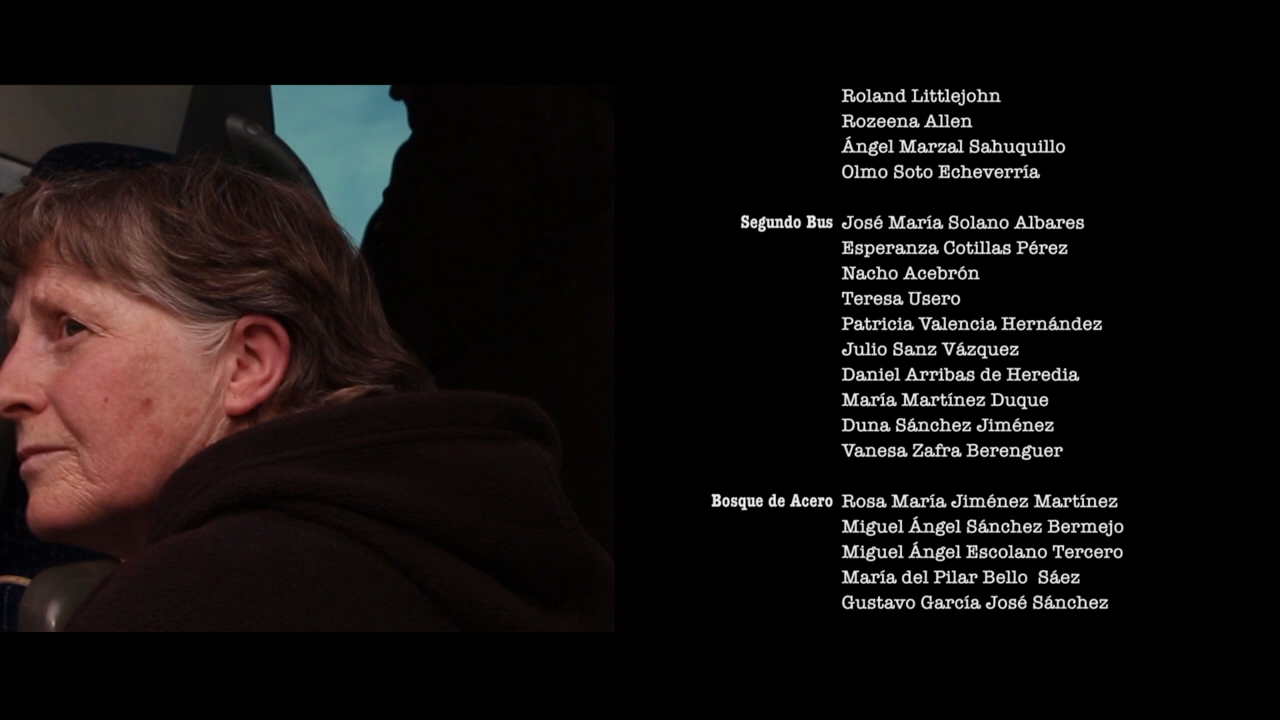 Roland Littlejohn
Rozeena Allen
Ángel Marzal Sahuquillo
Olmo Soto Echeverría
Segundo Bus José María Solano Albares
Esperanza Cotillas Pérez
Nacho Acebrón
Teresa Usero
Patricia Valencia Hernández
Julio Sanz Vázquez
Daniel Arribas de Heredia
María Martínez Duque
Duna Sánchez Jiménez
Vanesa Zafra Berenguer
Bosque de Acero Rosa María Jiménez Martínez
Miguel Ángel Sánchez Bermejo
Miguel Ángel Escolano Tercero
María del Pilar Bello Sáez
Gustavo García José Sánchez